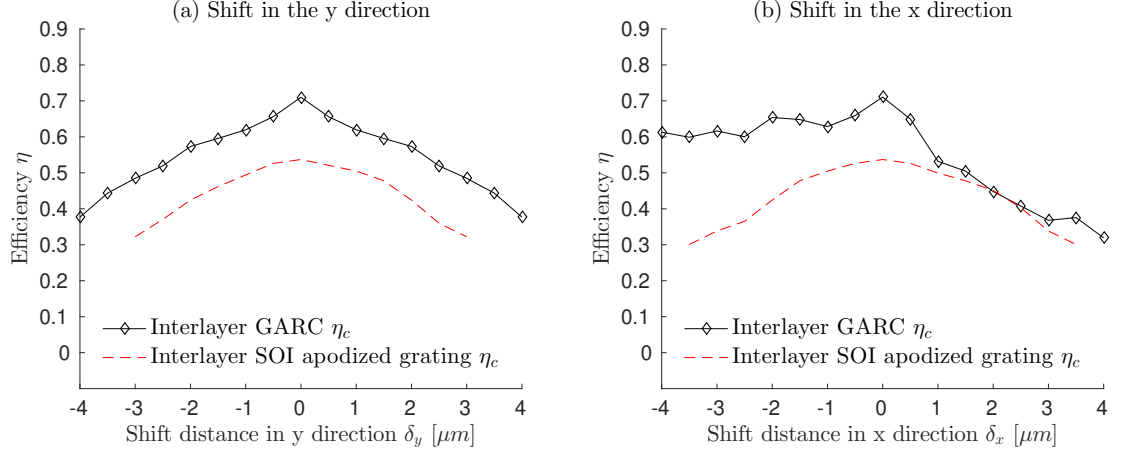 (a) Shift in the y direction
0.9
0.8
0.7
0.6
0.5
0.4
0.3
0.2
0.1
0
Efficiency η
Interlayer GARC η_c
Interlayer SOI apodized grating η_c
-4 -3 -2 -1 0 1 2 3 4
Shift distance in y direction δ_y [μm]
(b) Shift in the x direction
0.9
0.8
0.7
0.6
0.5
0.4
0.3
0.2
0.1
0
Efficiency η
Interlayer GARC η_c
Interlayer SOI apodized grating η_c
-4 -3 -2 -1 0 1 2 3 4
Shift distance in x direction δ_x [μm]